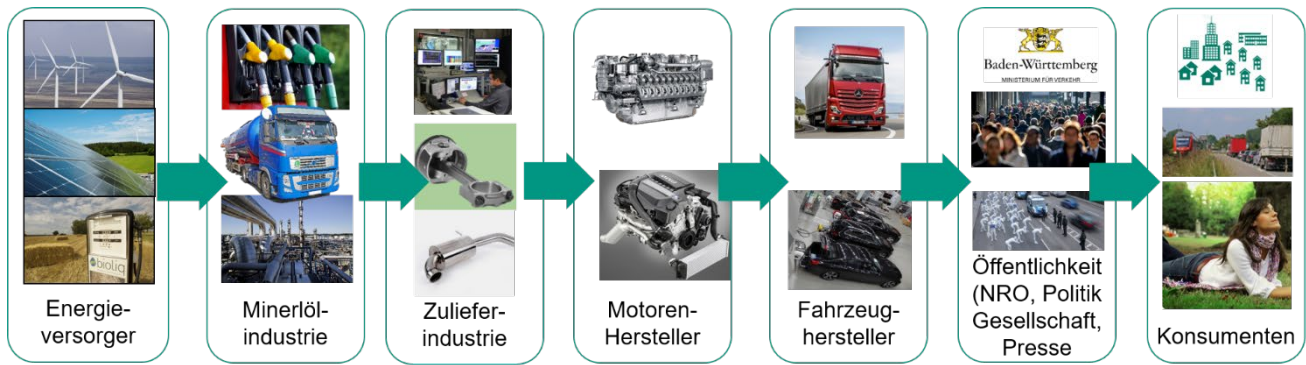 bioliq
Energie-
versorger
Minerlöl-
industrie
Zuliefer-
industrie
Motoren-
Hersteller
Fahrzeug-
hersteller
Baden-Württemberg
MINISTERIUM FÜR VERKEHR
Öffentlichkeit
(NRO, Politik
Gesellschaft,
Presse
Konsumenten